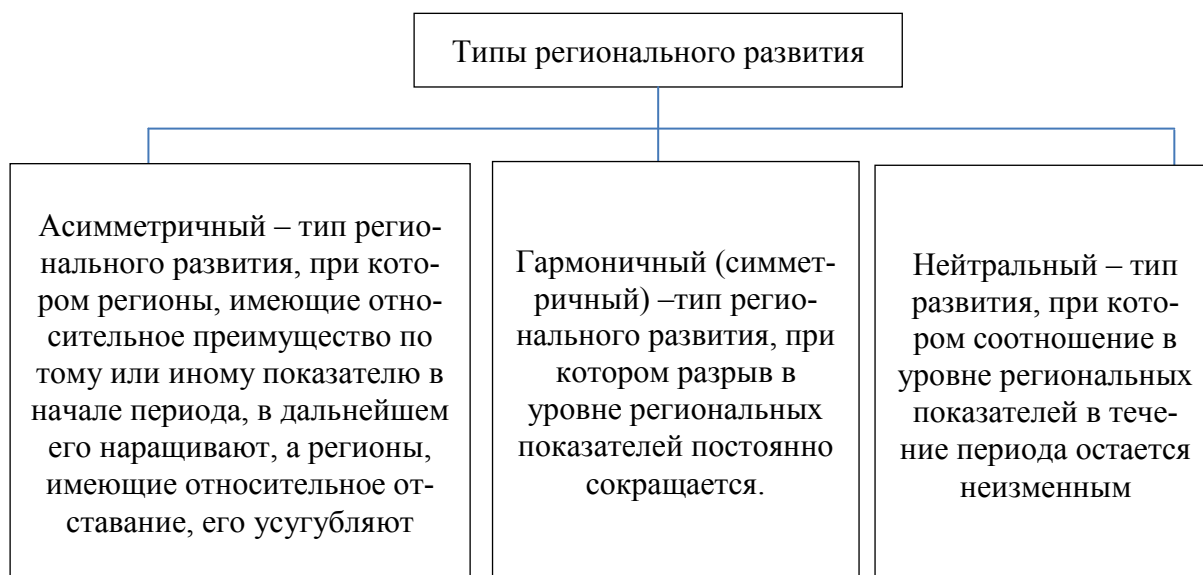 Типы регионального развития
Асимметричный – тип регио-
нального развития, при кото-
ром регионы, имеющие отно-
сительное преимущество по
тому или иному показателю в
начале периода, в дальнейшем
его наращивают, а регионы,
имеющие относительное от-
ставание, его усугубляют
Гармоничный (симмет-
ричный) –тип регио-
нального развития, при
котором разрыв в
уровне региональных
показателей постоянно
сокращается.
Нейтральный – тип
развития, при кото-
ром соотношение в
уровне региональных
показателей в тече-
ние периода остается
неизменным